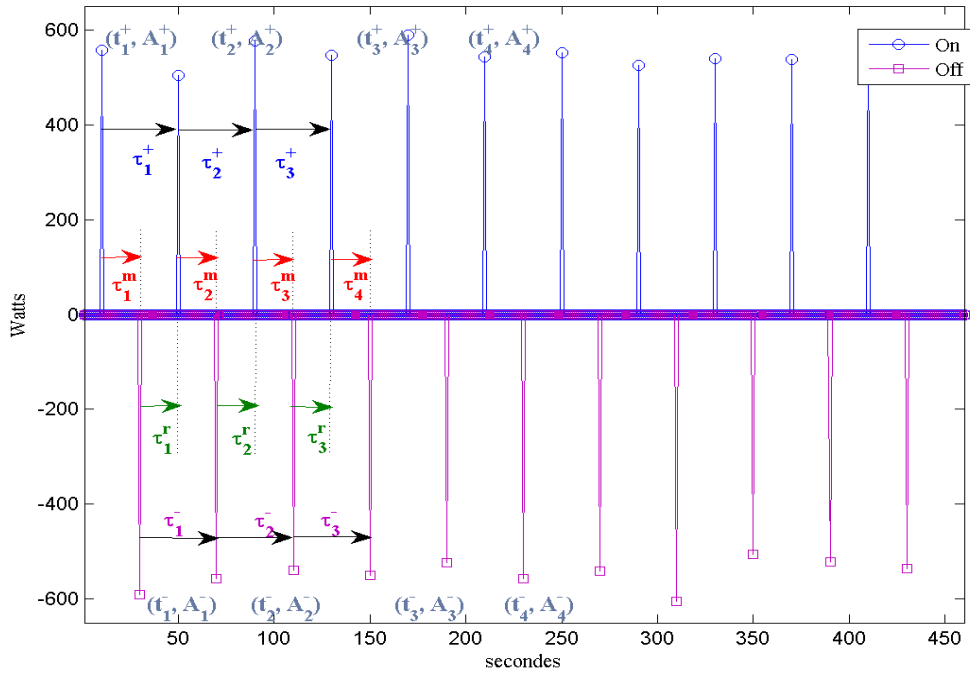 600
400
200
0
-200
-400
-600
Watts
(t₁⁺, A₁⁺) (t₂⁺, A₂⁺) (t₃⁺, A₃⁺) (t₄⁺, A₄⁺)
On
Off
τ₁⁺ τ₂⁺ τ₃⁺
τ₁ᵐ τ₂ᵐ τ₃ᵐ τ₄ᵐ
τ₁ʳ τ₂ʳ τ₃ʳ
τ₁⁻ τ₂⁻ τ₃⁻
(t₁⁻, A₁⁻) (t₂⁻, A₂⁻) (t₃⁻, A₃⁻) (t₄⁻, A₄⁻)
50 100 150 200 250 300 350 400 450
secondes